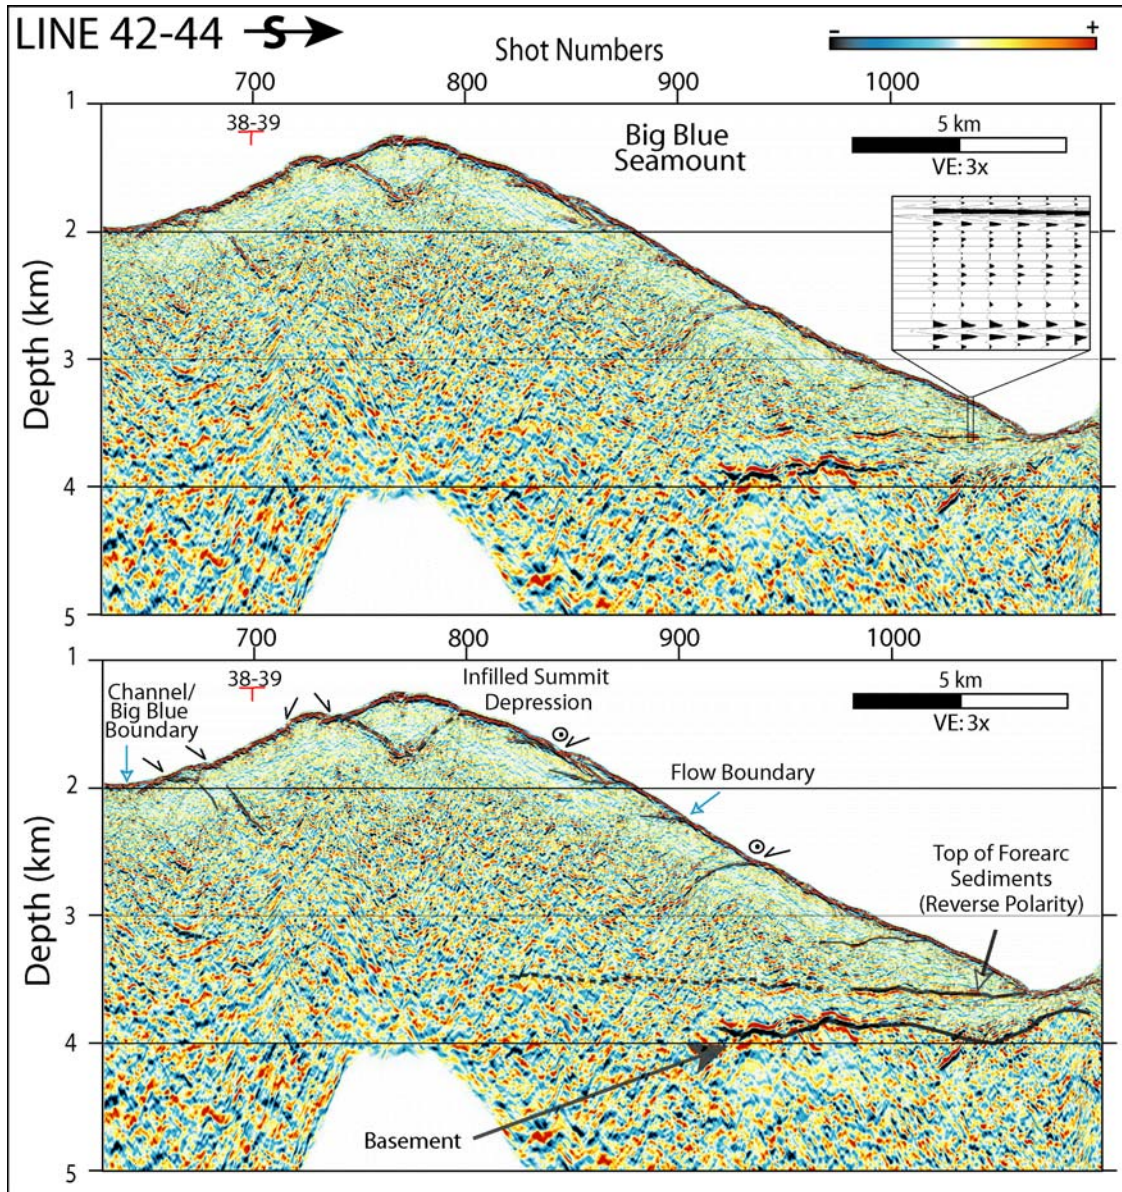 LINE 42-44 S
Shot Numbers
- +
700 800 900 1000
1
38-39
Big Blue
Seamount
5 km
VE: 3x
2
Depth (km)
3
4
5
700 800 900 1000
1
38-39
Channel/
Big Blue
Boundary
Infilled Summit
Depression
5 km
VE: 3x
2
Flow Boundary
Depth (km)
Top of Forearc
Sediments
(Reverse Polarity)
3
4
Basement
5